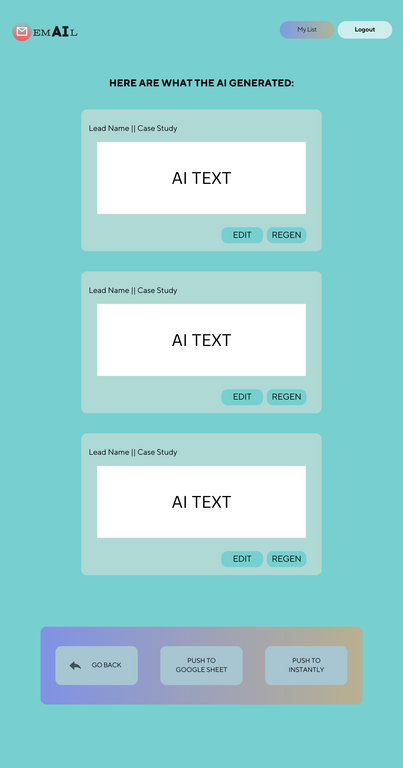 EMAIL
My List
Logout
HERE ARE WHAT THE AI GENERATED:
Lead Name || Case Study
AI TEXT
EDIT
REGEN
Lead Name || Case Study
AI TEXT
EDIT
REGEN
Lead Name || Case Study
AI TEXT
EDIT
REGEN
GO BACK
PUSH TO
GOOGLE SHEET
PUSH TO
INSTANTLY